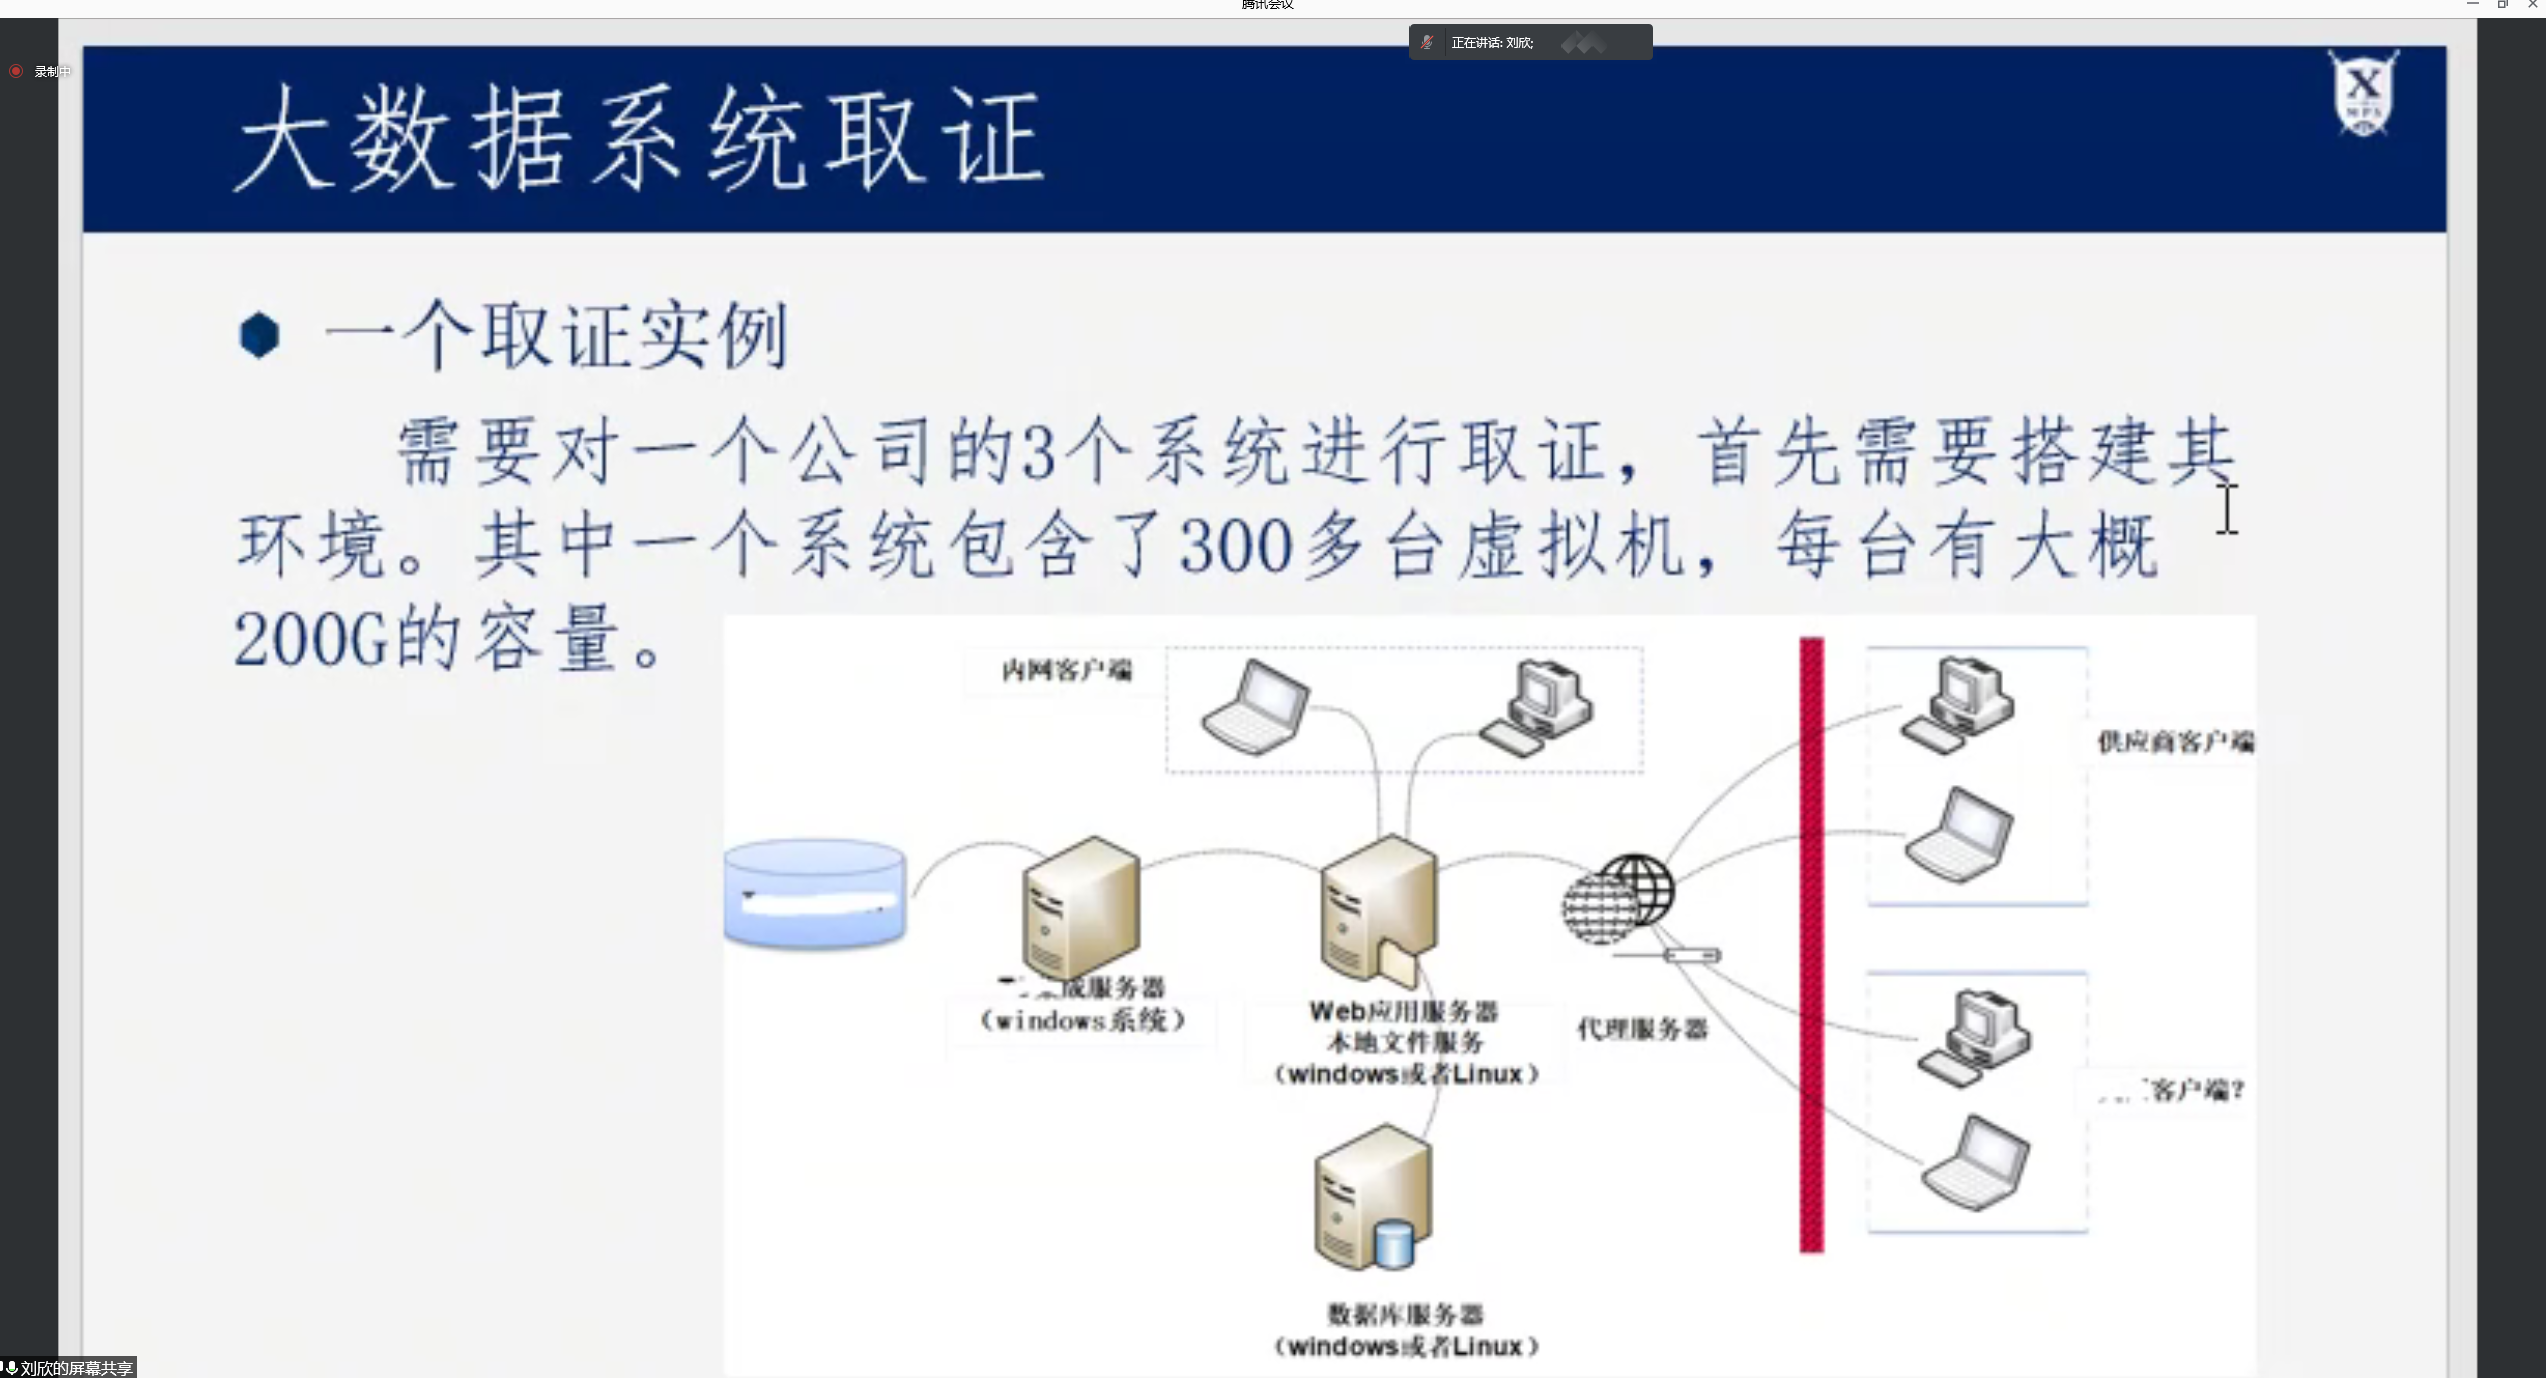 腾讯会议
正在讲话: 刘欣;
录制中
X
大数据系统取证
一个取证实例
需要对一个公司的3个系统进行取证，首先需要搭建其
环境。其中一个系统包含了300多台虚拟机，每台有大概
200G的容量。
内网客户端
供应商客户端
成服务器
（windows系统）
Web应用服务器
本地文件服务
（windows或者Linux）
代理服务器
客户端？
数据库服务器
（windows或者Linux）
刘欣的屏幕共享